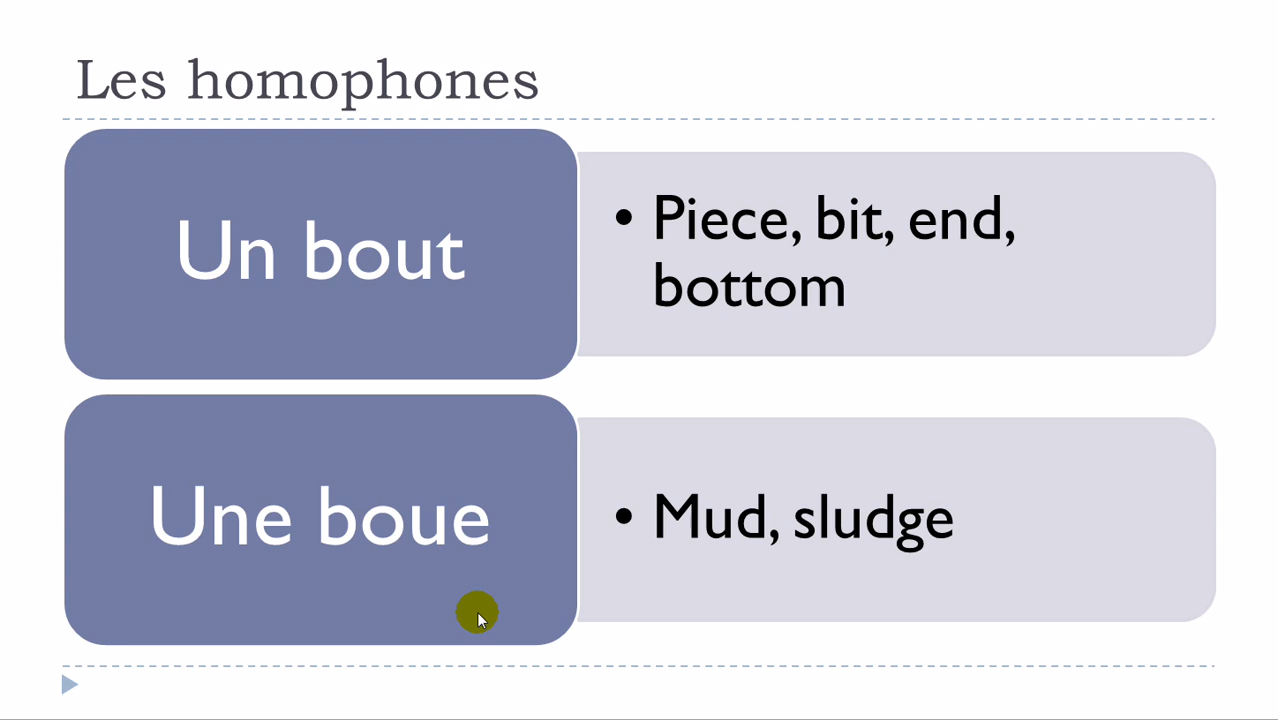 Les homophones
Un bout
• Piece, bit, end,
bottom
Une boue
• Mud, sludge